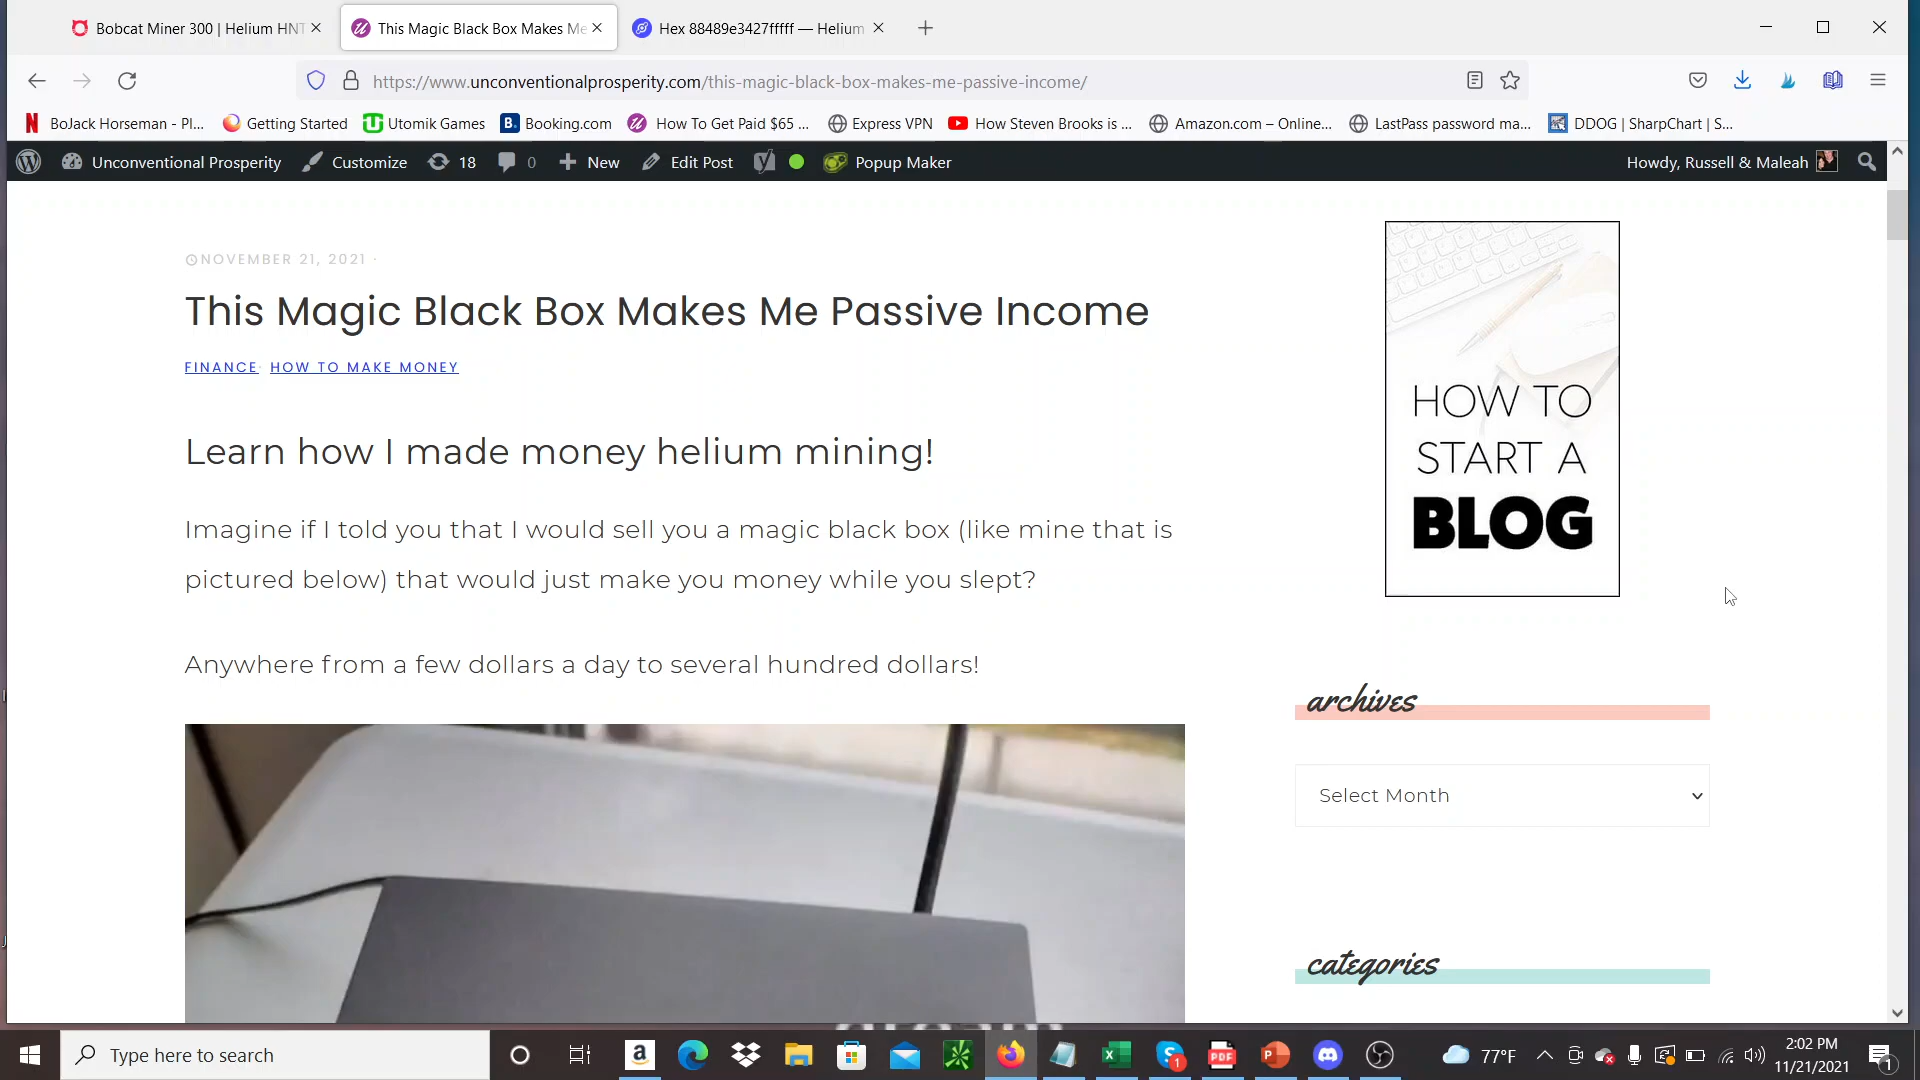 Bobcat Miner 300 | Helium HNT
This Magic Black Box Makes Me
Hex 88489e3427fffff — Helium
https://www.unconventionalprosperity.com/this-magic-black-box-makes-me-passive-income/
BoJack Horseman - Pl...
Getting Started
Utomik Games
Booking.com
How To Get Paid $65 ...
Express VPN
How Steven Brooks is ...
Amazon.com – Online...
LastPass password ma...
DDOG | SharpChart | S...
Unconventional Prosperity
Customize
18
0
New
Edit Post
Popup Maker
Howdy, Russell & Maleah
NOVEMBER 21, 2021 ·
This Magic Black Box Makes Me Passive Income
FINANCE· HOW TO MAKE MONEY
Learn how I made money helium mining!
Imagine if I told you that I would sell you a magic black box (like mine that is
pictured below) that would just make you money while you slept?
Anywhere from a few dollars a day to several hundred dollars!
HOW TO
START A
BLOG
archives
Select Month
categories
Type here to search
77°F
2:02 PM
11/21/2021
1